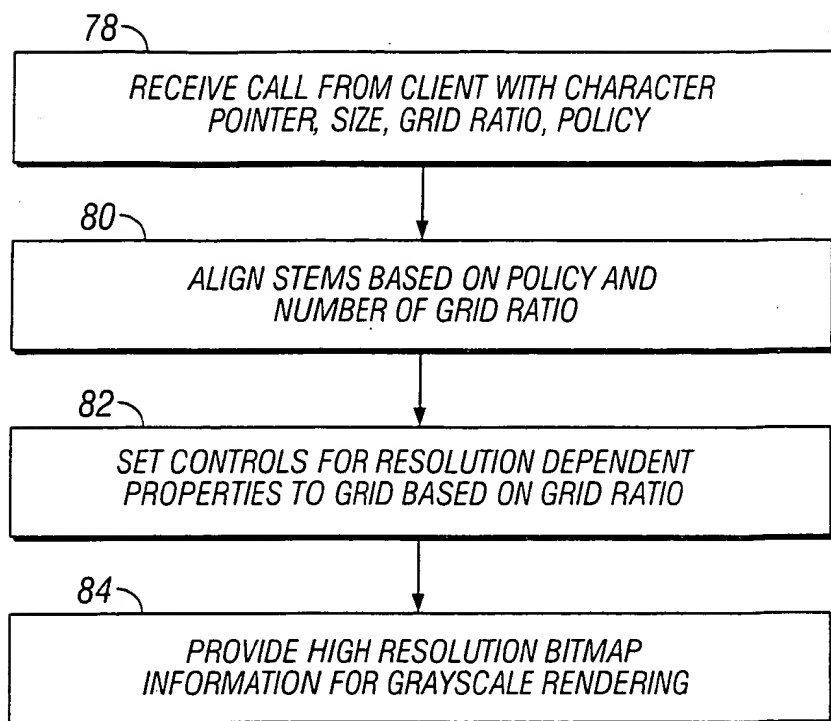 78
RECEIVE CALL FROM CLIENT WITH CHARACTER
POINTER, SIZE, GRID RATIO, POLICY
80
ALIGN STEMS BASED ON POLICY AND
NUMBER OF GRID RATIO
82
SET CONTROLS FOR RESOLUTION DEPENDENT
PROPERTIES TO GRID BASED ON GRID RATIO
84
PROVIDE HIGH RESOLUTION BITMAP
INFORMATION FOR GRAYSCALE RENDERING